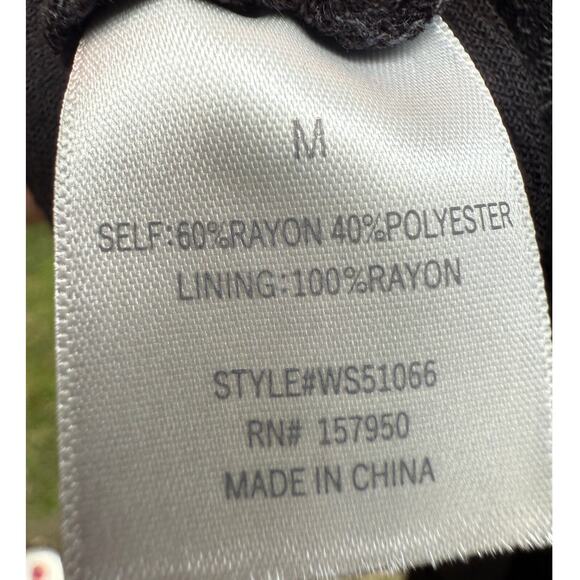 M
SELF:60%RAYON 40%POLYESTER
LINING:100%RAYON
STYLE#WS51066
RN# 157950
MADE IN CHINA